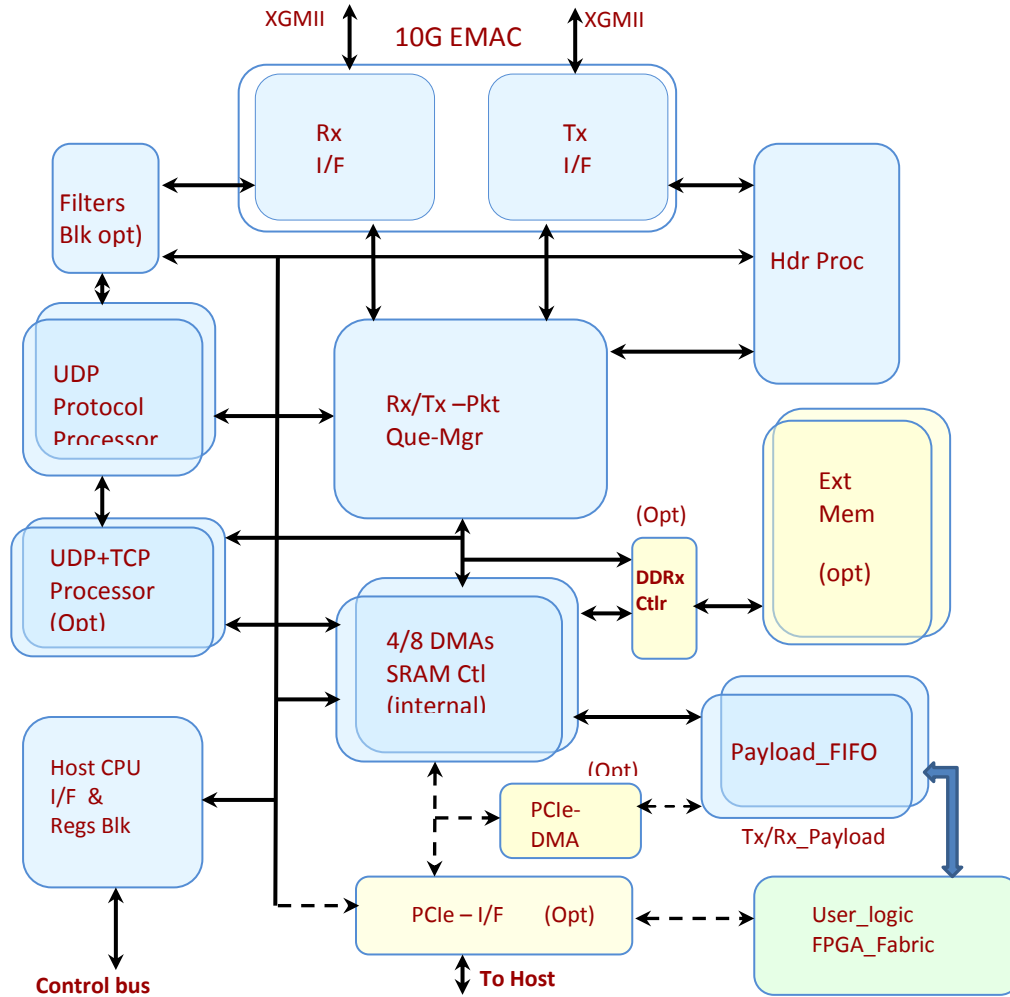 XGMII
XGMII
10G EMAC
Rx
I/F
Tx
I/F
Filters
Blk opt)
Hdr Proc
UDP
Protocol
Processor
Rx/Tx –Pkt
Que-Mgr
Ext
Mem
(opt)
(Opt)
DDRx
Ctlr
UDP+TCP
Processor
(Opt)
4/8 DMAs
SRAM Ctl
(internal)
Payload_FIFO
Host CPU
I/F &
Regs Blk
(Opt)
PCIe-
DMA
Tx/Rx_Payload
PCIe – I/F (Opt)
User_logic
FPGA_Fabric
Control bus
To Host